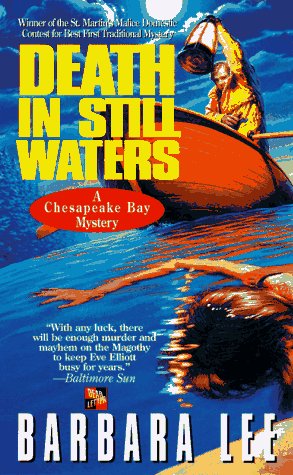 Winner of the St. Martin's Malice Domestic
Contest for Best First Traditional Mystery
DEATH
IN STILL
WATERS
A
Chesapeake Bay
Mystery
"With any luck, there
will be enough murder and
mayhem on the Magothy
to keep Eve Elliott
busy for years."
—Baltimore Sun
DEAD
LETTER
BARBARA LEE